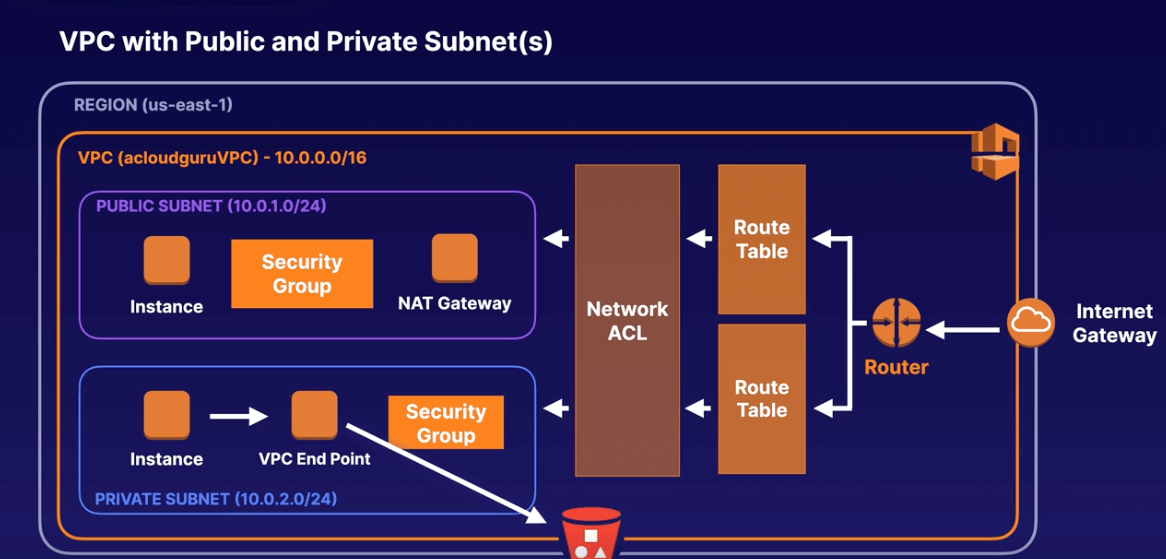 VPC with Public and Private Subnet(s)
REGION (us-east-1)
VPC (acloudguruVPC) - 10.0.0.0/16
PUBLIC SUBNET (10.0.1.0/24)
Instance
Security
Group
NAT Gateway
Instance
VPC End Point
Security
Group
PRIVATE SUBNET (10.0.2.0/24)
Network
ACL
Route
Table
Route
Table
Router
Internet
Gateway